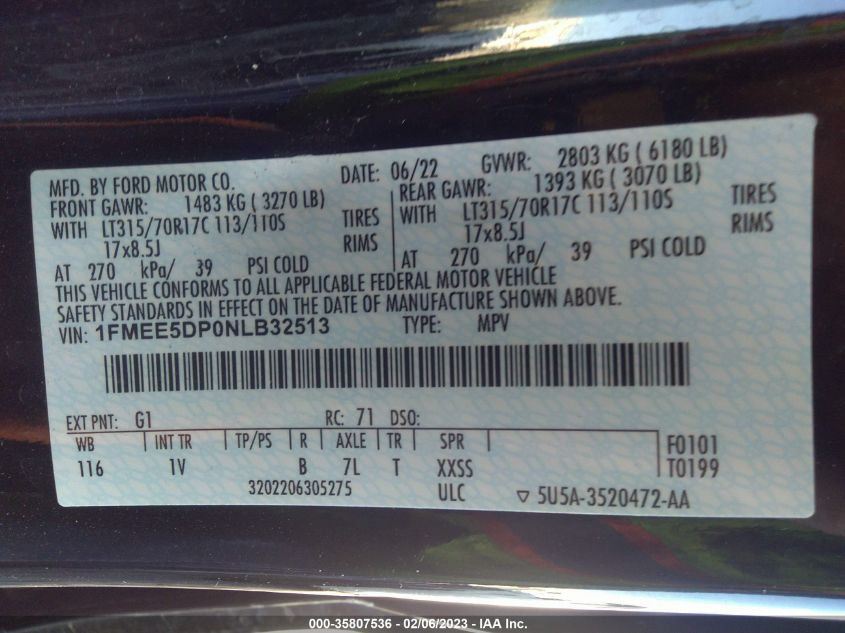 MFD. BY FORD MOTOR CO. DATE: 06/22 GVWR: 2803 KG ( 6180 LB)
FRONT GAWR: 1483 KG ( 3270 LB) REAR GAWR: 1393 KG ( 3070 LB)
WITH LT315/70R17C 113/110S TIRES WITH LT315/70R17C 113/110S TIRES
17x8.5J RIMS 17x8.5J RIMS
AT 270 kPa/ 39 PSI COLD AT 270 kPa/ 39 PSI COLD
THIS VEHICLE CONFORMS TO ALL APPLICABLE FEDERAL MOTOR VEHICLE
SAFETY STANDARDS IN EFFECT ON THE DATE OF MANUFACTURE SHOWN ABOVE.
VIN: 1FMEE5DP0NLB32513 TYPE: MPV
EXT PNT: G1 RC: 71 DSO:
WB INT TR TP/PS R AXLE TR SPR F0101
116 1V B 7L T XXSS T0199
3202206305275 ULC ▽ 5U5A-3520472-AA
000-35807536 - 02/06/2023 - © IAA Inc.